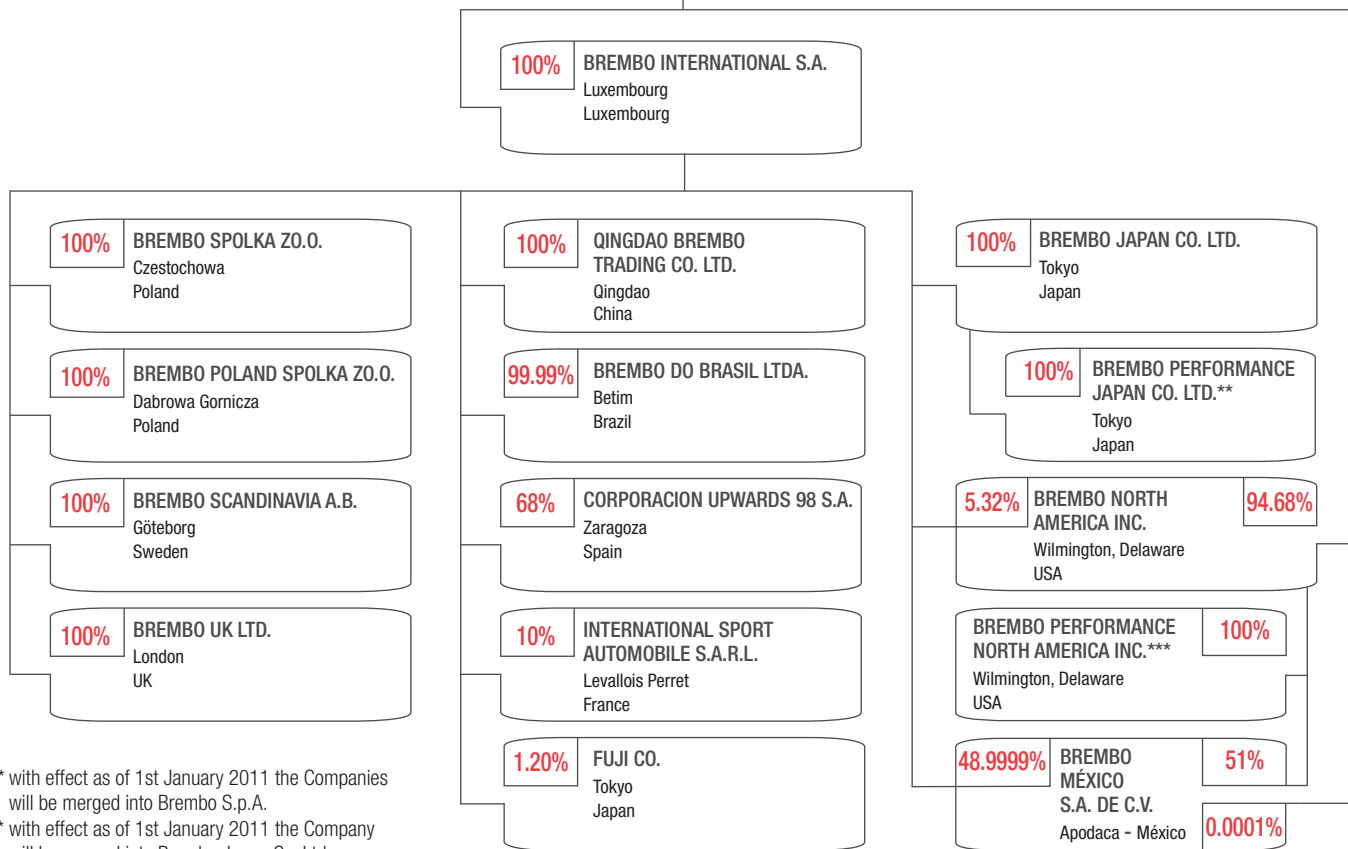 100%
BREMBO INTERNATIONAL S.A.
Luxembourg
Luxembourg
100%
BREMBO SPOLKA ZO.O.
Czestochowa
Poland
100%
BREMBO POLAND SPOLKA ZO.O.
Dabrowa Gornicza
Poland
100%
BREMBO SCANDINAVIA A.B.
Göteborg
Sweden
100%
BREMBO UK LTD.
London
UK
100%
QINGDAO BREMBO
TRADING CO. LTD.
Qingdao
China
99.99%
BREMBO DO BRASIL LTDA.
Betim
Brazil
68%
CORPORACION UPWARDS 98 S.A.
Zaragoza
Spain
10%
INTERNATIONAL SPORT
AUTOMOBILE S.A.R.L.
Levallois Perret
France
1.20%
FUJI CO.
Tokyo
Japan
100%
BREMBO JAPAN CO. LTD.
Tokyo
Japan
100%
BREMBO PERFORMANCE
JAPAN CO. LTD.**
Tokyo
Japan
5.32%
BREMBO NORTH
AMERICA INC.
Wilmington, Delaware
USA
94.68%
BREMBO PERFORMANCE
NORTH AMERICA INC.***
Wilmington, Delaware
USA
100%
48.9999%
BREMBO
MÉXICO
S.A. DE C.V.
Apodaca - México
51%
0.0001%
* with effect as of 1st January 2011 the Companies
will be merged into Brembo S.p.A.
* with effect as of 1st January 2011 the Company